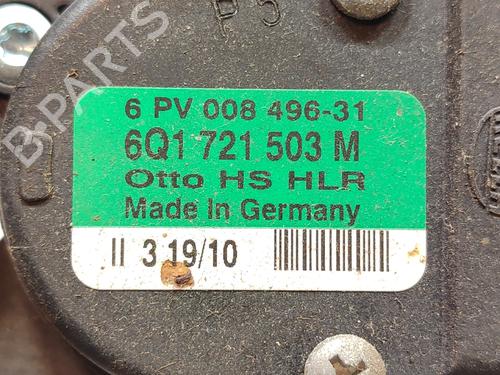 P 5
B-PARTS
6 PV 008 496-31
6Q1 721 503 M
Otto HS HLR
Made In Germany
II 3 19/10